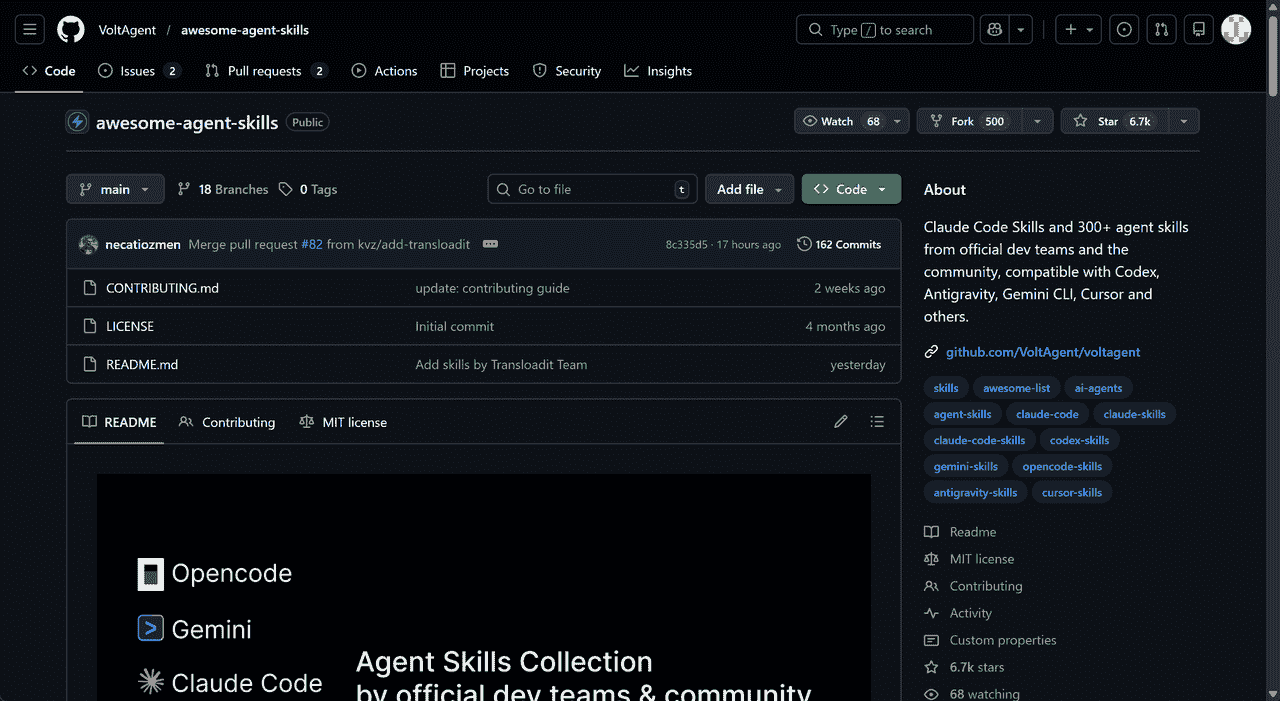 VoltAgent / awesome-agent-skills
Type / to search
Code
Issues 2
Pull requests 2
Actions
Projects
Security
Insights
awesome-agent-skills Public
Watch 68
Fork 500
Star 6.7k
main
18 Branches
0 Tags
Go to file t
Add file
Code
necatiozmen Merge pull request #82 from kvz/add-transloadit
8c335d5 · 17 hours ago
162 Commits
CONTRIBUTING.md update: contributing guide 2 weeks ago
LICENSE Initial commit 4 months ago
README.md Add skills by Transloadit Team yesterday
README
Contributing
MIT license
Opencode
Gemini
Claude Code
Agent Skills Collection
by official dev teams & community
About
Claude Code Skills and 300+ agent skills
from official dev teams and the
community, compatible with Codex,
Antigravity, Gemini CLI, Cursor and
others.
github.com/VoltAgent/voltagent
skills awesome-list ai-agents
agent-skills claude-code claude-skills
claude-code-skills codex-skills
gemini-skills opencode-skills
antigravity-skills cursor-skills
Readme
MIT license
Contributing
Activity
Custom properties
6.7k stars
68 watching